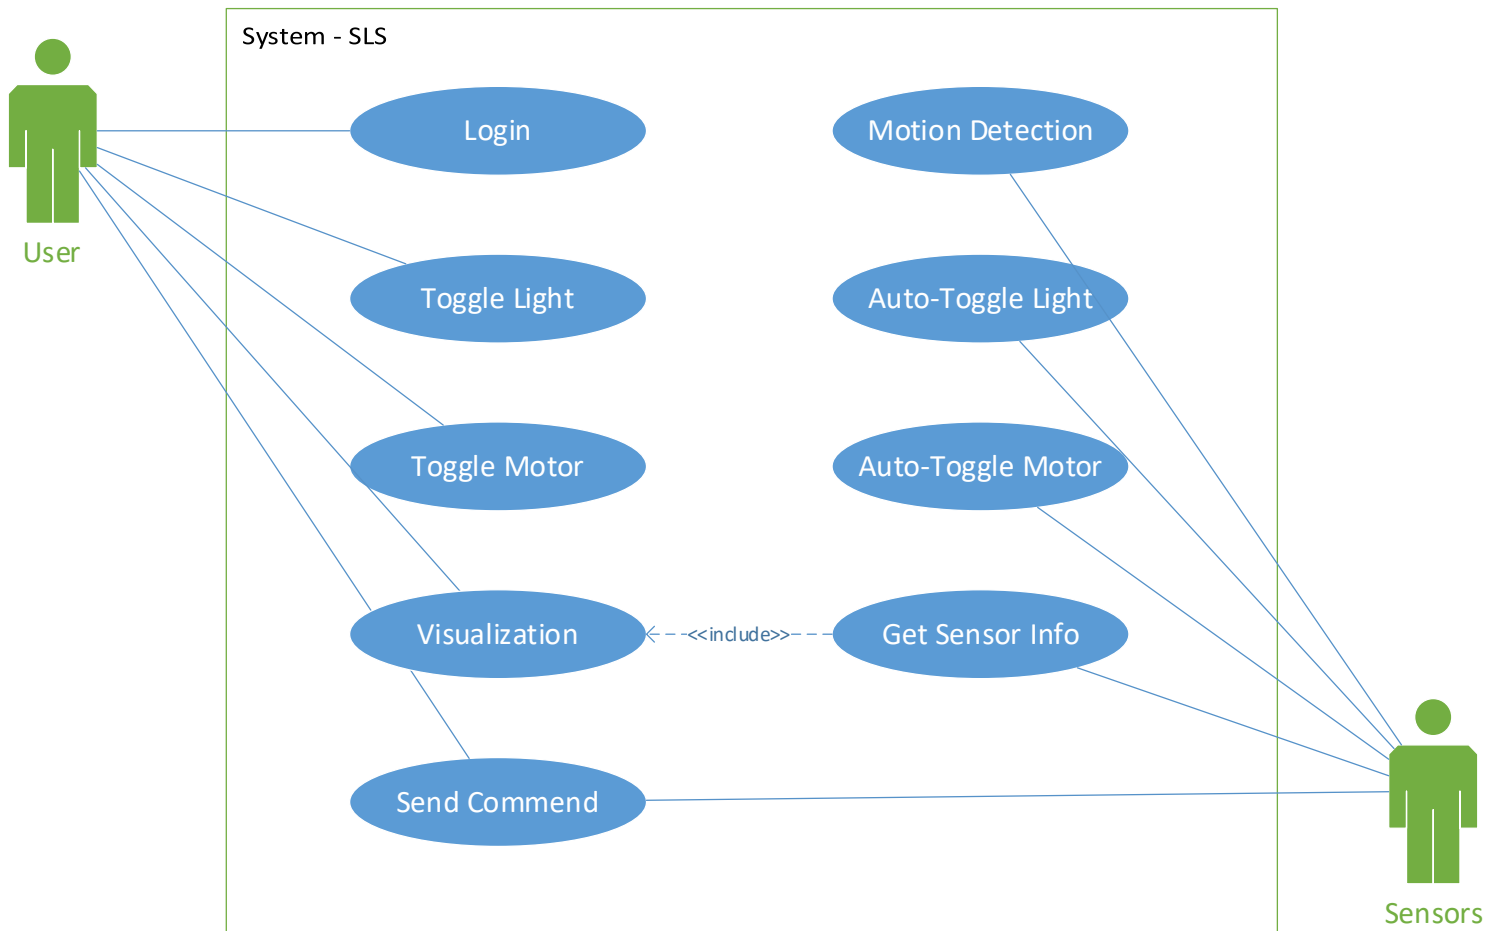 System - SLS
Login
Motion Detection
User
Toggle Light
Auto-Toggle Light
Toggle Motor
Auto-Toggle Motor
Visualization
<<include>>
Get Sensor Info
Send Commend
Sensors